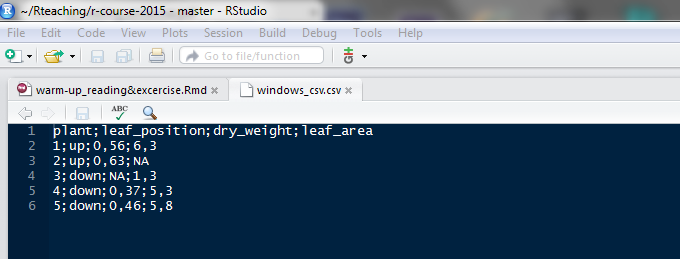 ~/Rteaching/r-course-2015 - master - RStudio
File Edit Code View Plots Session Build Debug Tools Help
Go to file/function
warm-up_reading&excercise.Rmd
windows_csv.csv
ABC
1 plant;leaf_position;dry_weight;leaf_area
2 1;up;0,56;6,3
3 2;up;0,63;NA
4 3;down;NA;1,3
5 4;down;0,37;5,3
6 5;down;0,46;5,8